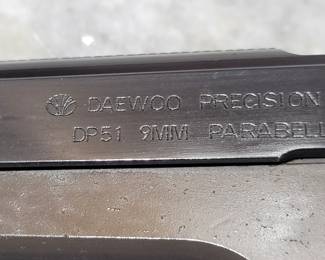 DAEWOO PRECISION
DP51 9MM PARABELL